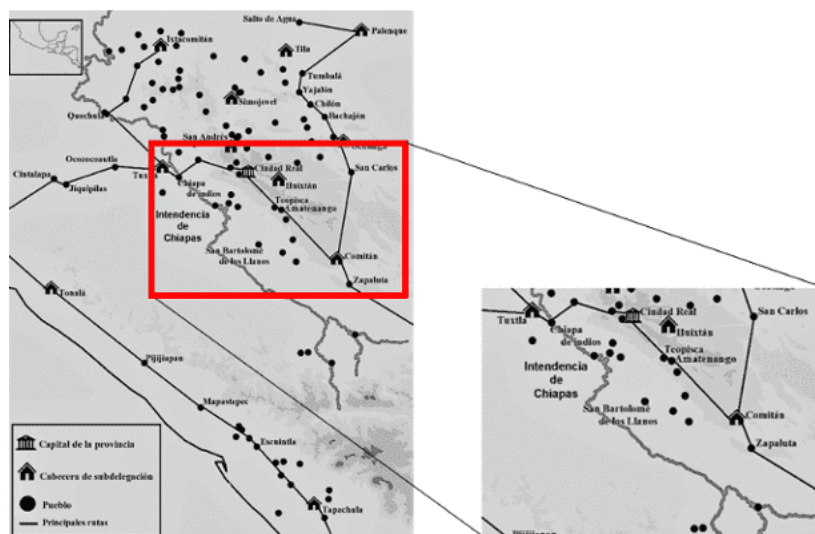 Salto de Agua
Palenque
Ixtacomitán
Tila
Tumbalá
Yajalón
Simojovel
Chilón
Bachajón
Quechula
San Andrés
Ocosingo
Ocozocoautla
Tuxtla
Ciudad Real
San Carlos
Cintalapa
Jiquipilas
Chiapa
de indios
Huixtán
Teopisca
Amatenango
Intendencia
de
Chiapas
San Bartolomé
de los Llanos
Comitán
Zapaluta
Tonalá
Pijijiapan
Mapastepec
Escuintla
Tapachula
Capital de la provincia
Cabecera de subdelegación
Pueblo
Principales rutas
Ciudad Real
San Carlos
Tuxtla
Chiapa
de indios
Huixtán
Teopisca
Amatenango
Intendencia
de
Chiapas
San Bartolomé
de los Llanos
Comitán
Zapaluta